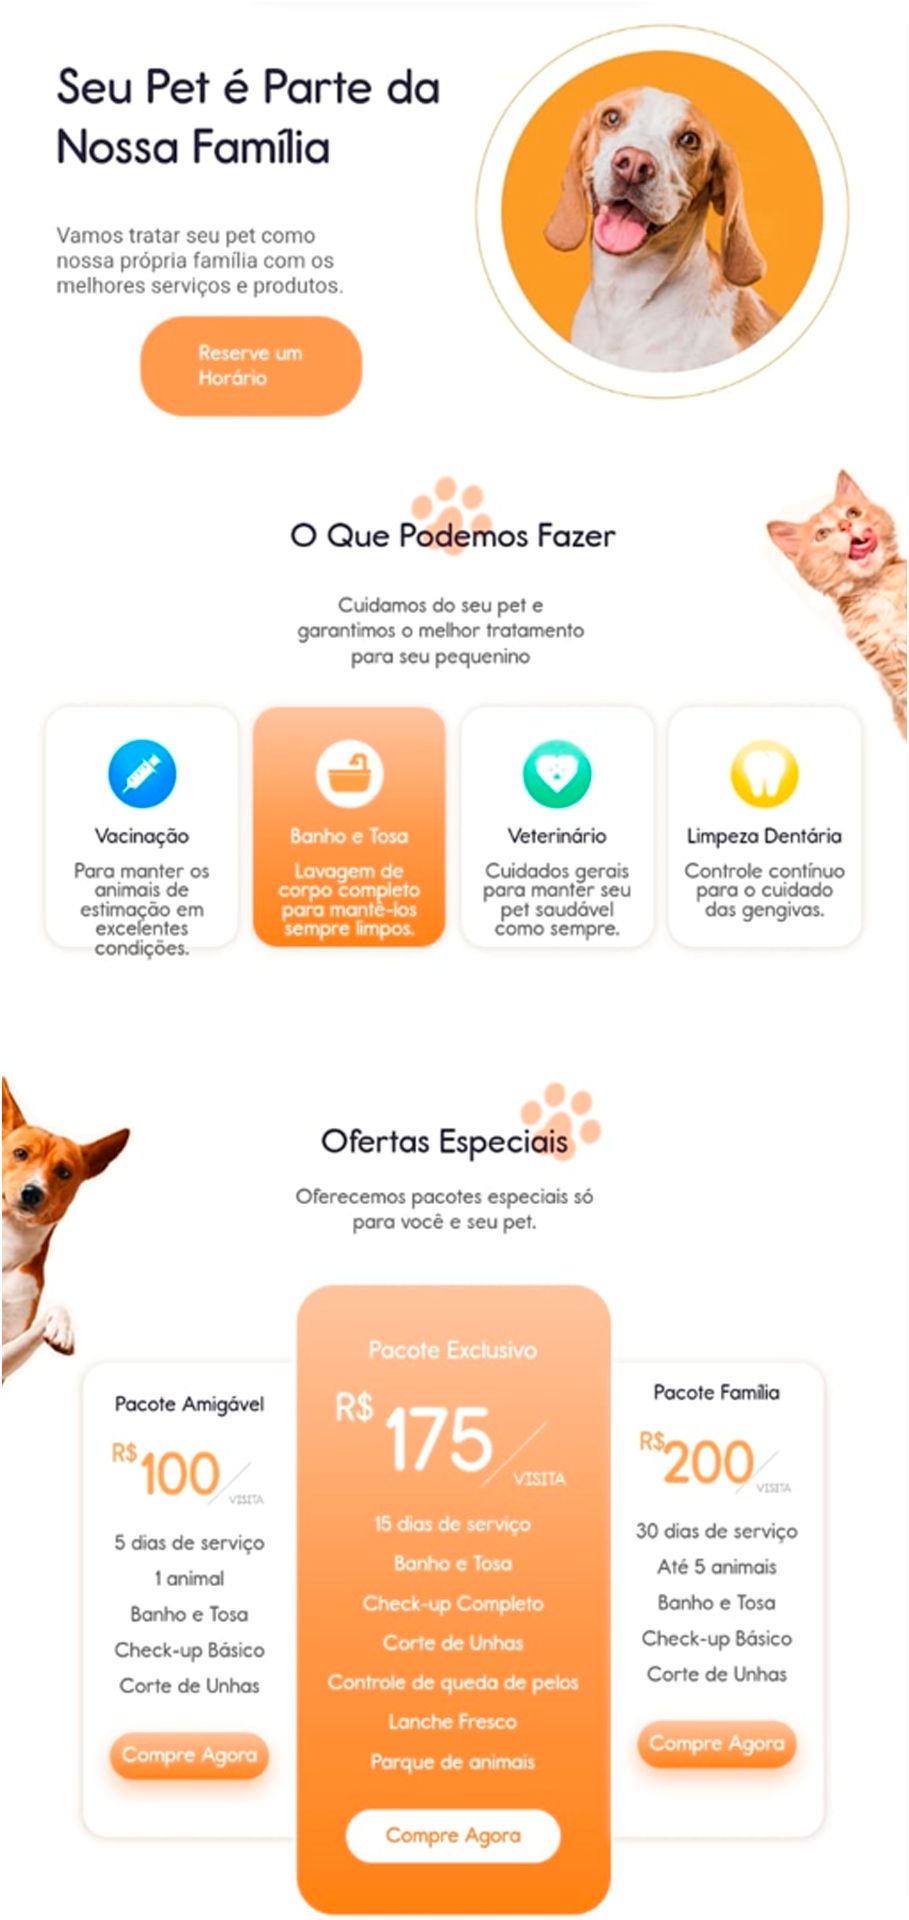 Seu Pet é Parte da
Nossa Família
Vamos tratar seu pet como
nossa própria família com os
melhores serviços e produtos.
Reserve um
Horário
O Que Podemos Fazer
Cuidamos do seu pet e
garantimos o melhor tratamento
para seu pequenino
Vacinação
Para manter os
animais de
estimação em
excelentes
condições.
Banho e Tosa
Lavagem de
corpo completo
para mantê-los
sempre limpos.
Veterinário
Cuidados gerais
para manter seu
pet saudável
como sempre.
Limpeza Dentária
Controle contínuo
para o cuidado
das gengivas.
Ofertas Especiais
Oferecemos pacotes especiais só
para você e seu pet.
Pacote Amigável
R$100/VISITA
5 dias de serviço
1 animal
Banho e Tosa
Check-up Básico
Corte de Unhas
Compre Agora
Pacote Exclusivo
R$ 175/VISITA
15 dias de serviço
Banho e Tosa
Check-up Completo
Corte de Unhas
Controle de queda de pelos
Lanche Fresco
Parque de animais
Compre Agora
Pacote Família
R$200/VISITA
30 dias de serviço
Até 5 animais
Banho e Tosa
Check-up Básico
Corte de Unhas
Compre Agora